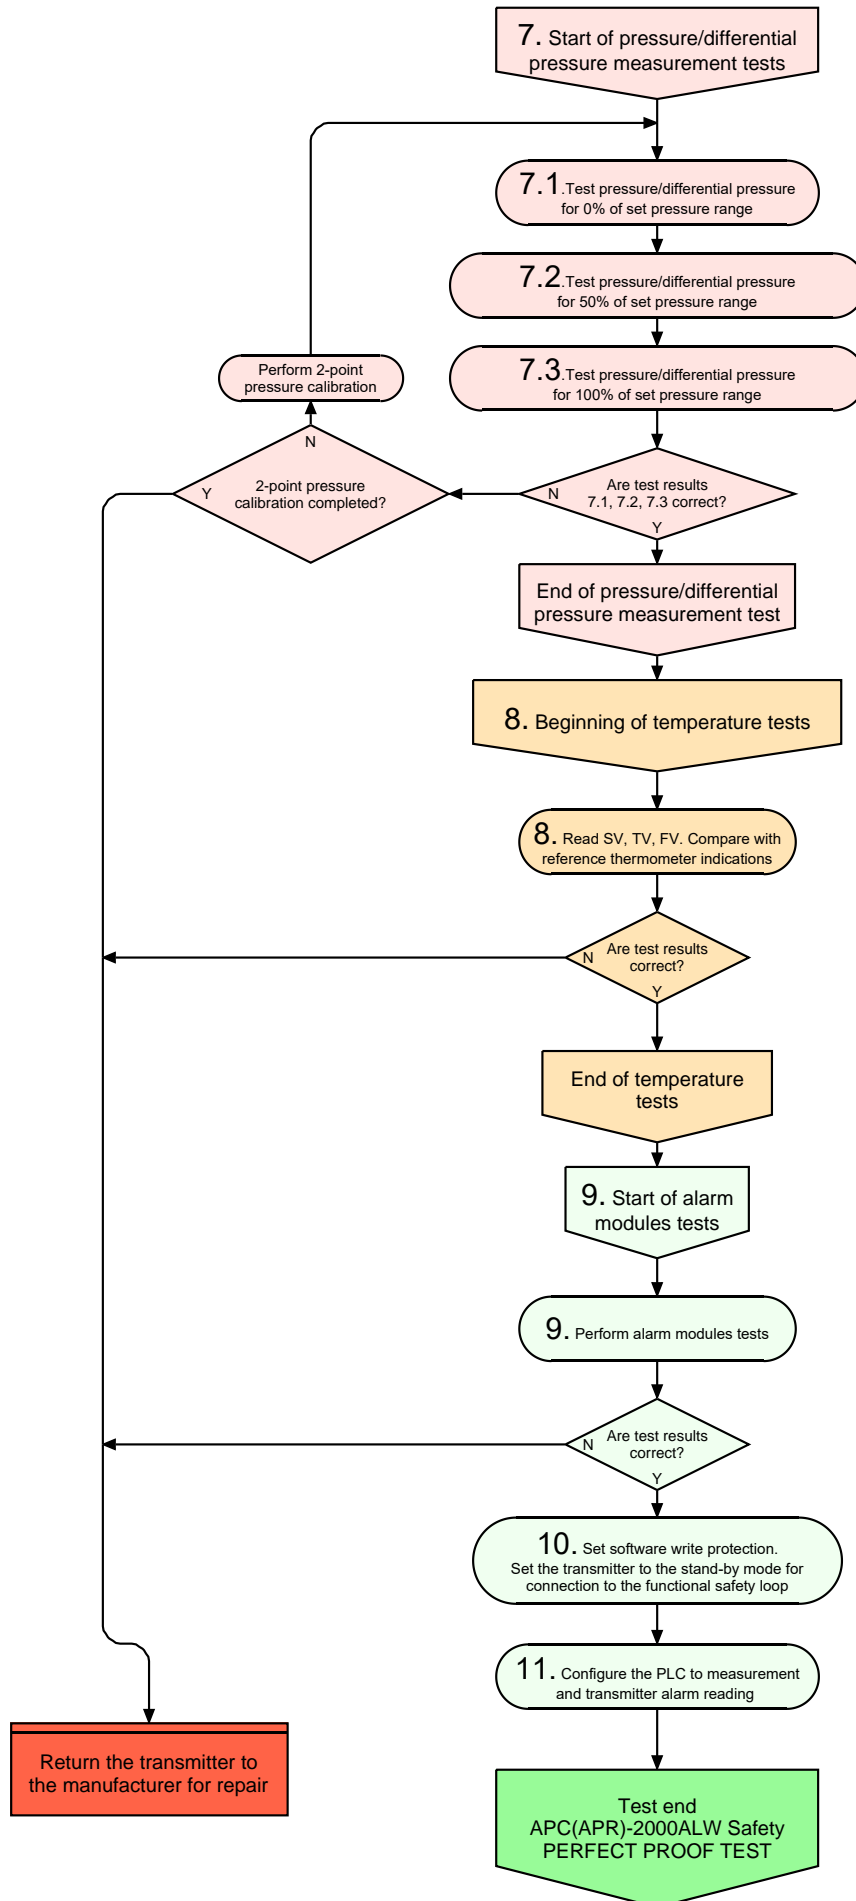 7. Start of pressure/differential
pressure measurement tests
7.1.Test pressure/differential pressure
for 0% of set pressure range
7.2.Test pressure/differential pressure
for 50% of set pressure range
7.3.Test pressure/differential pressure
for 100% of set pressure range
Perform 2-point
pressure calibration
N
Y
2-point pressure
calibration completed?
N
Are test results
7.1, 7.2, 7.3 correct?
Y
End of pressure/differential
pressure measurement test
8. Beginning of temperature tests
8. Read SV, TV, FV. Compare with
reference thermometer indications
N
Are test results
correct?
Y
End of temperature
tests
9. Start of alarm
modules tests
9. Perform alarm modules tests
N
Are test results
correct?
Y
10. Set software write protection.
Set the transmitter to the stand-by mode for
connection to the functional safety loop
11. Configure the PLC to measurement
and transmitter alarm reading
Return the transmitter to
the manufacturer for repair
Test end
APC(APR)-2000ALW Safety
PERFECT PROOF TEST